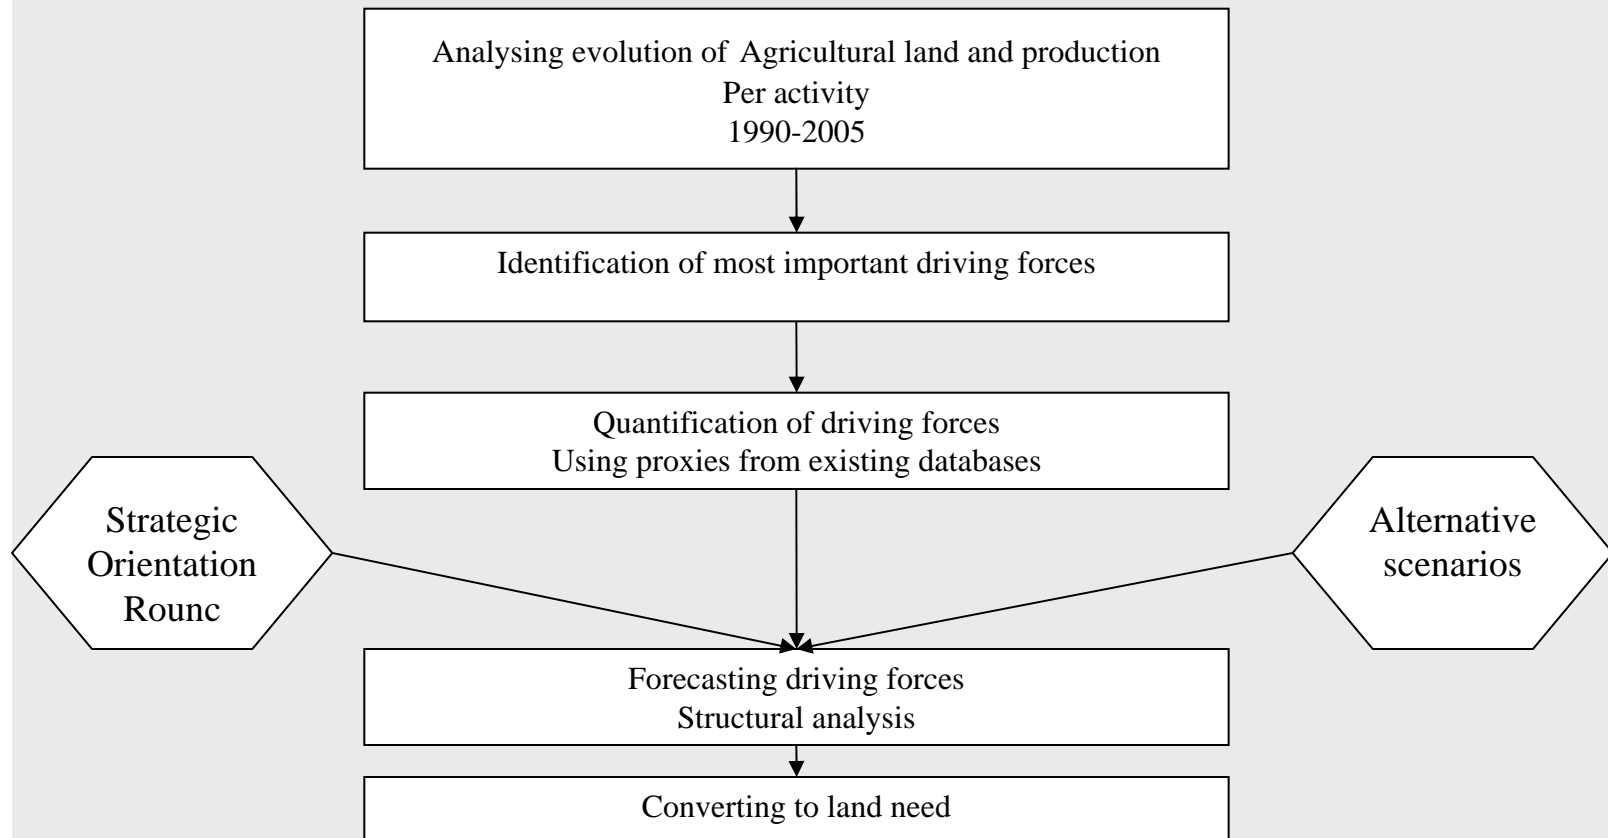 Analysing evolution of Agricultural land and production
Per activity
1990-2005
Identification of most important driving forces
Quantification of driving forces
Using proxies from existing databases
Strategic
Orientation
Rounc
Alternative
scenarios
Forecasting driving forces
Structural analysis
Converting to land need